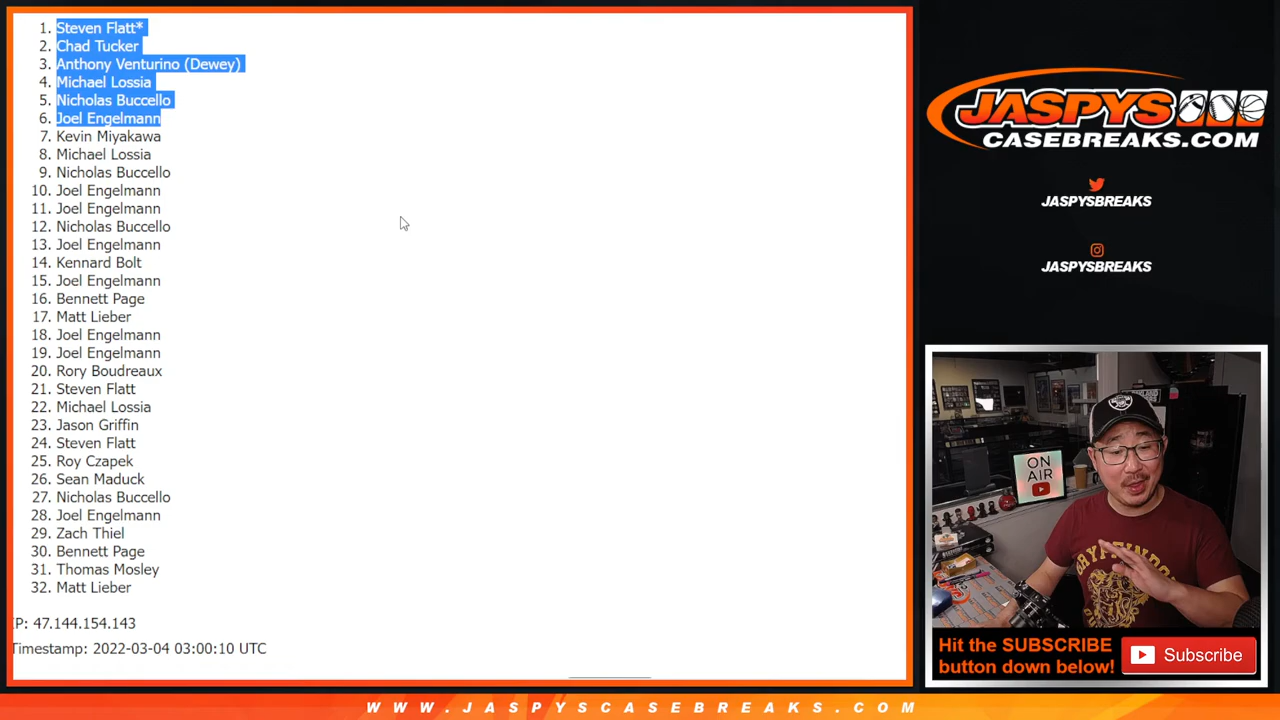 1. Steven Flatt*
2. Chad Tucker
3. Anthony Venturino (Dewey)
4. Michael Lossia
5. Nicholas Buccello
6. Joel Engelmann
7. Kevin Miyakawa
8. Michael Lossia
9. Nicholas Buccello
10. Joel Engelmann
11. Joel Engelmann
12. Nicholas Buccello
13. Joel Engelmann
14. Kennard Bolt
15. Joel Engelmann
16. Bennett Page
17. Matt Lieber
18. Joel Engelmann
19. Joel Engelmann
20. Rory Boudreaux
21. Steven Flatt
22. Michael Lossia
23. Jason Griffin
24. Steven Flatt
25. Roy Czapek
26. Sean Maduck
27. Nicholas Buccello
28. Joel Engelmann
29. Zach Thiel
30. Bennett Page
31. Thomas Mosley
32. Matt Lieber
P: 47.144.154.143
Timestamp: 2022-03-04 03:00:10 UTC
JASPYS
CASEBREAKS.COM
JASPYSBREAKS
JASPYSBREAKS
ON
AIR
GRYFFINDOR
Hit the SUBSCRIBE
button down below!
Subscribe
WWW.JASPYSCASEBREAKS.COM